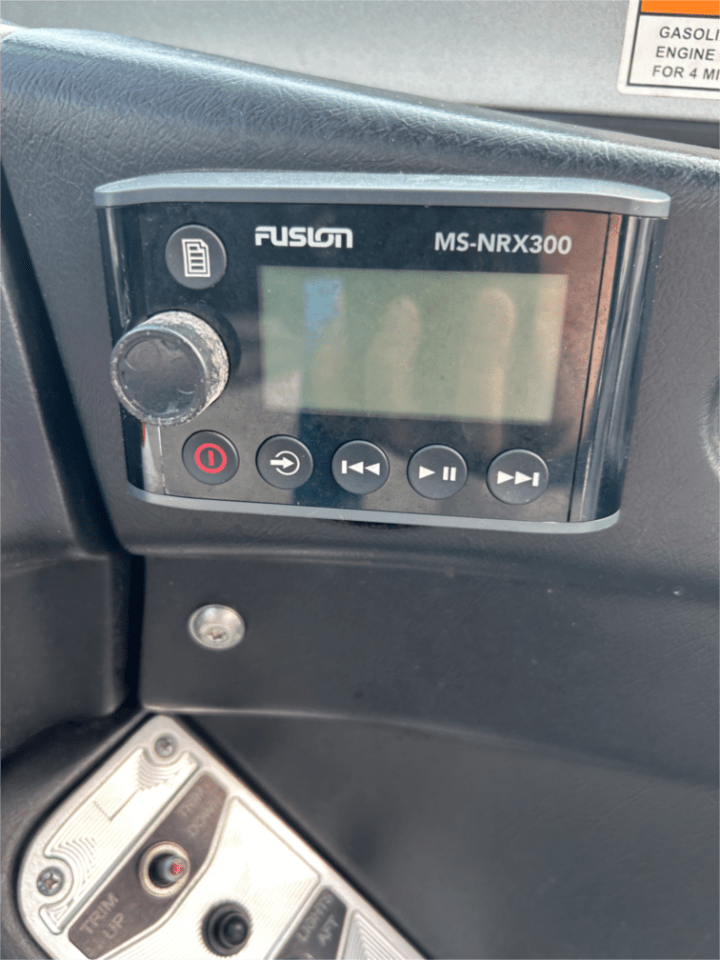 GASOLI
ENGINE
FOR 4 MI
FUSION
MS-NRX300
TRIM
DOWN
TRIM
UP
LIGHTS
AFT